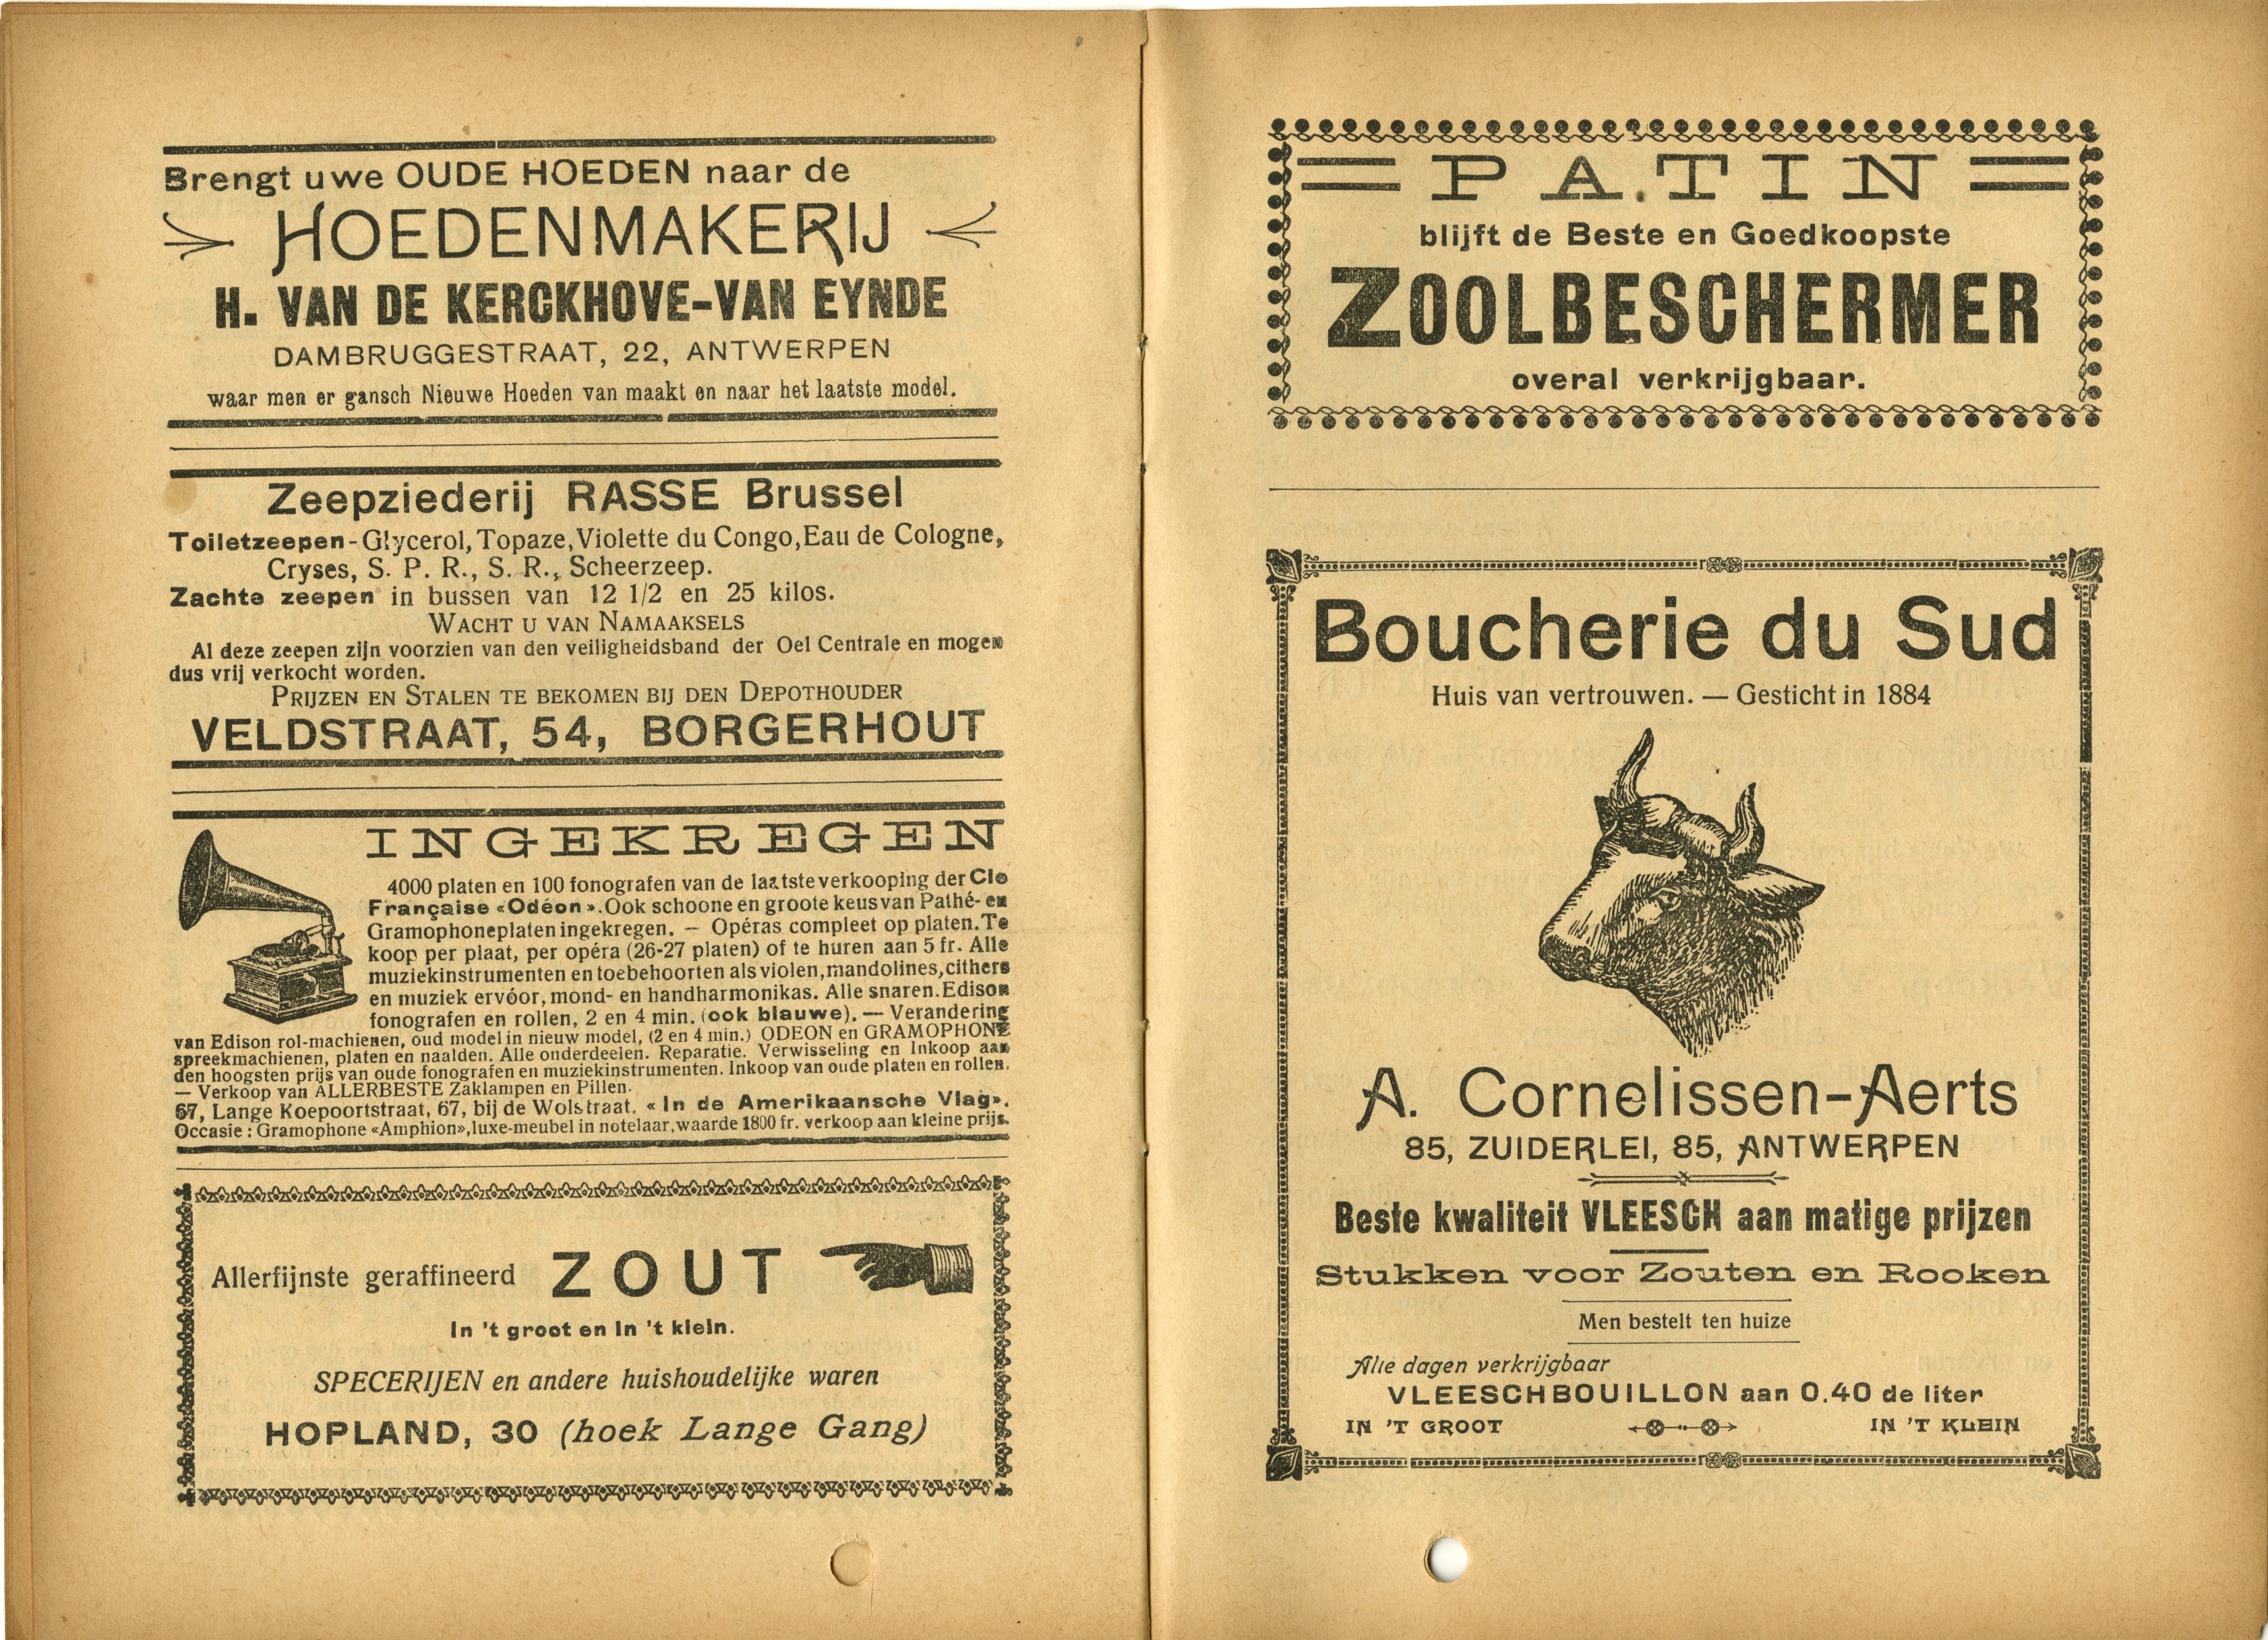 Brengt uwe OUDE HOEDEN naar de
HOEDENMAKERIJ
H. VAN DE KERCKHOVE-VAN EYNDE
DAMBRUGGESTRAAT, 22, ANTWERPEN
waar men er gansch Nieuwe Hoeden van maakt en naar het laatste model.
Zeepziederij RASSE Brussel
Toiletzeepen-Glycerol, Topaze, Violette du Congo, Eau de Cologne,
Cryses, S. P. R., S. R., Scheerzeep.
Zachte zeepen in bussen van 12 1/2 en 25 kilos.
WACHT U VAN NAMAAKSELS
Al deze zeepen zijn voorzien van den veiligheidsband der Oel Centrale en mogen
dus vrij verkocht worden.
PRIJZEN EN STALEN TE BEKOMEN BIJ DEN DEPOTHOUDER
VELDSTRAAT, 54, BORGERHOUT
INGEKREGEN
4000 platen en 100 fonografen van de laatste verkooping der Cie
Française «Odéon». Ook schoone en groote keus van Pathé- en
Gramophoneplaten ingekregen. — Opéras compleet op platen. Te
koop per plaat, per opéra (26-27 platen) of te huren aan 5 fr. Alle
muziekinstrumenten en toebehoorten als violen, mandolines, cithers
en muziek ervóor, mond- en handharmonikas. Alle snaren. Edison
fonografen en rollen, 2 en 4 min. (ook blauwe). — Verandering
van Edison rol-machienen, oud model in nieuw model, (2 en 4 min.) ODEON en GRAMOPHONE
spreekmachienen, platen en naalden. Alle onderdeelen. Reparatie. Verwisseling en Inkoop aan
den hoogsten prijs van oude fonografen en muziekinstrumenten. Inkoop van oude platen en rollen.
— Verkoop van ALLERBESTE Zaklampen en Pillen.
67, Lange Koepoortstraat, 67, bij de Wolstraat. «In de Amerikaansche Vlag».
Occasie: Gramophone «Amphion», luxe-meubel in notelaar, waarde 1800 fr. verkoop aan kleine prijs.
Allerfijnste geraffineerd ZOUT
In 't groot en in 't klein.
SPECERIJEN en andere huishoudelijke waren
HOPLAND, 30 (hoek Lange Gang)
PATIN
blijft de Beste en Goedkoopste
ZOOLBESCHERMER
overal verkrijgbaar.
Boucherie du Sud
Huis van vertrouwen. — Gesticht in 1884
A. Cornelissen-Aerts
85, ZUIDERLEI, 85, ANTWERPEN
Beste kwaliteit VLEESCH aan matige prijzen
Stukken voor Zouten en Rooken
Men bestelt ten huize
Alle dagen verkrijgbaar
VLEESCHBOUILLON aan 0.40 de liter
IN 'T GROOT IN 'T KLEIN